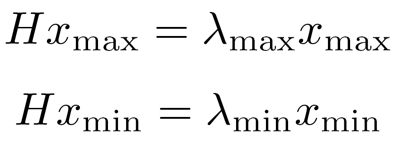 Hx_max = λ_max x_max
Hx_min = λ_min x_min